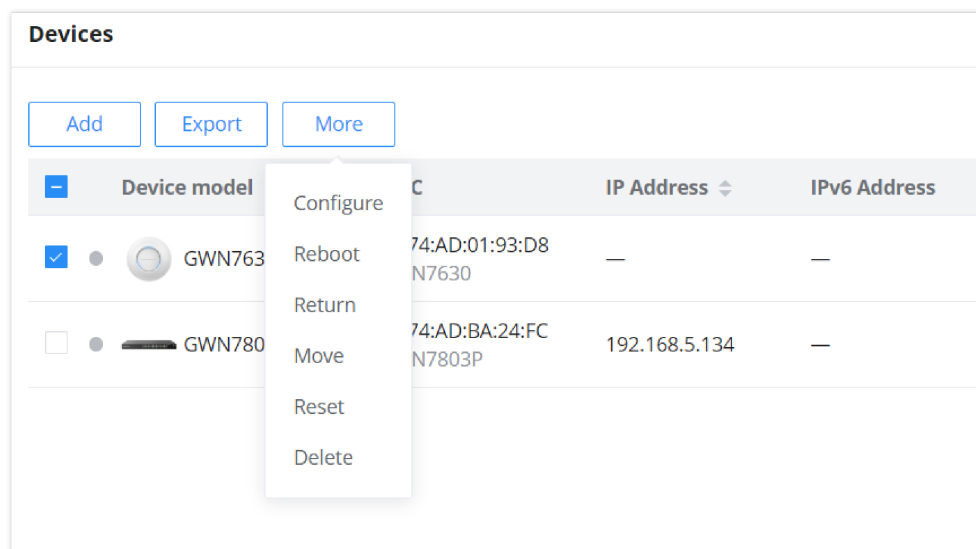 Devices
Add Export More
Device model C IP Address IPv6 Address
GWN763 74:AD:01:93:D8 — —
N7630
GWN780 74:AD:BA:24:FC 192.168.5.134 —
N7803P
Configure
Reboot
Return
Move
Reset
Delete